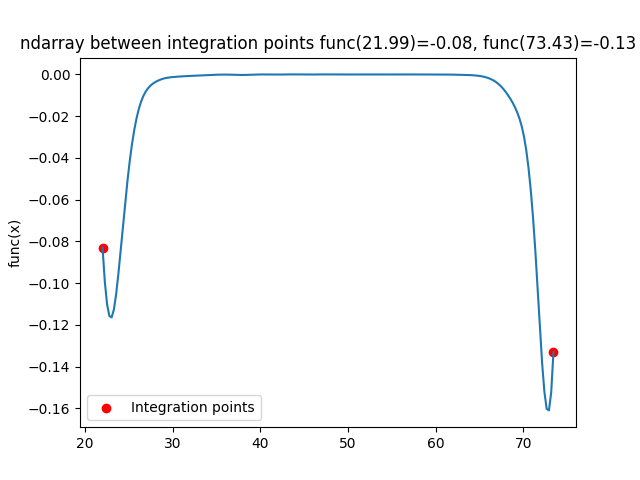 ndarray between integration points func(21.99)=-0.08, func(73.43)=-0.13
0.00
−0.02
−0.04
−0.06
−0.08
−0.10
−0.12
−0.14
−0.16
func(x)
Integration points
20 30 40 50 60 70